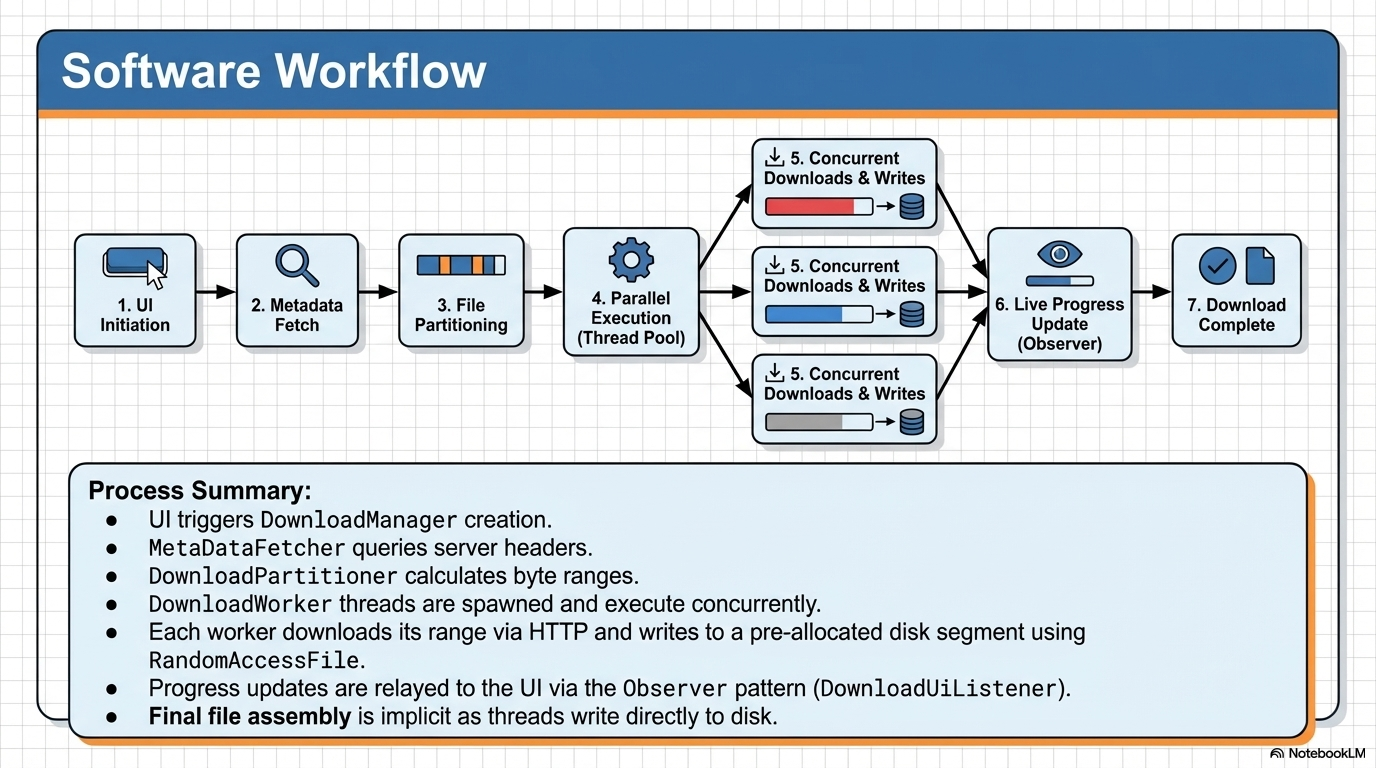 Software Workflow
1. UI
Initiation
2. Metadata
Fetch
3. File
Partitioning
4. Parallel
Execution
(Thread Pool)
5. Concurrent
Downloads & Writes
5. Concurrent
Downloads & Writes
5. Concurrent
Downloads & Writes
6. Live Progress
Update
(Observer)
7. Download
Complete
Process Summary:
● UI triggers DownloadManager creation.
● MetaDataFetcher queries server headers.
● DownloadPartitioner calculates byte ranges.
● DownloadWorker threads are spawned and execute concurrently.
● Each worker downloads its range via HTTP and writes to a pre-allocated disk segment using
RandomAccessFile.
● Progress updates are relayed to the UI via the Observer pattern (DownloadUiListener).
● Final file assembly is implicit as threads write directly to disk.
NotebookLM